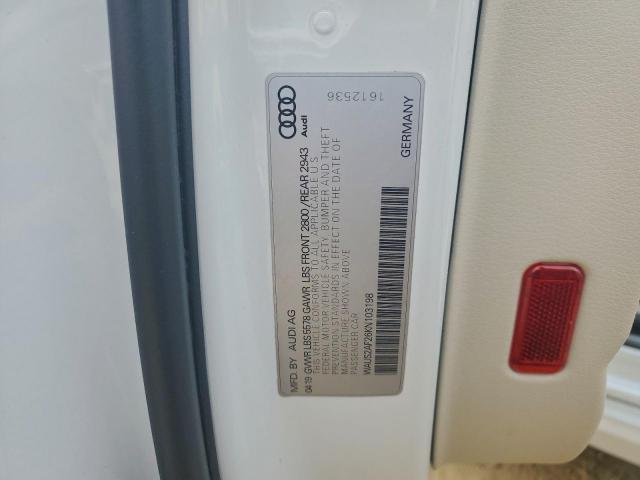 Audi
1612536
MFD. BY AUDI AG
GERMANY
04/19 GVWR LBS 5578 GAWR LBS FRONT 2800 / REAR 2943
THIS VEHICLE CONFORMS TO ALL APPLICABLE U S
FEDERAL MOTOR VEHICLE SAFETY, BUMPER AND THEFT
PREVENTION STANDARDS IN EFFECT ON THE DATE OF
MANUFACTURE SHOWN ABOVE
PASSENGER CAR
WAUS2AF26KN103198